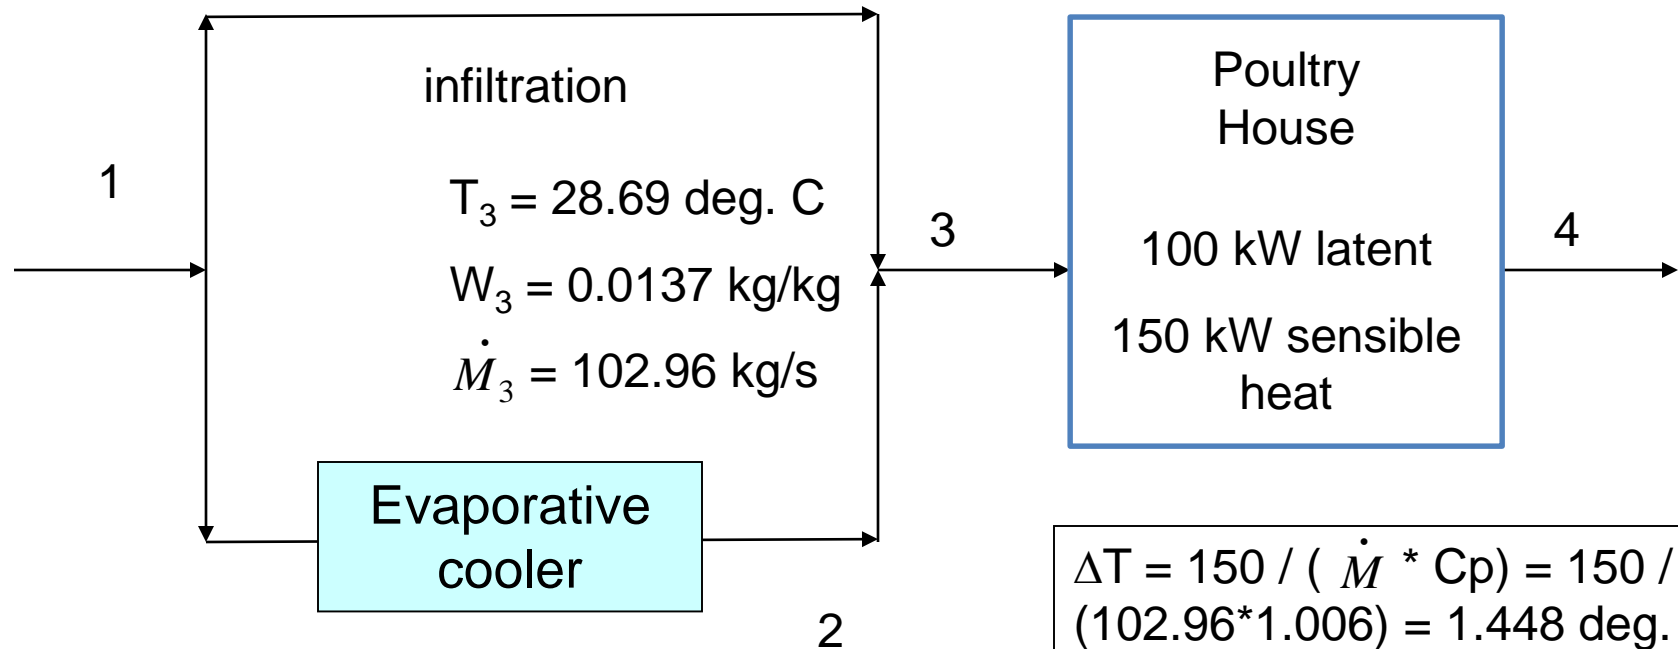 infiltration
1
T₃ = 28.69 deg. C
W₃ = 0.0137 kg/kg
Ṁ₃ = 102.96 kg/s
Evaporative
cooler
2
3
Poultry
House
100 kW latent
150 kW sensible
heat
4
ΔT = 150 / ( Ṁ * Cp) = 150 /
(102.96*1.006) = 1.448 deg.